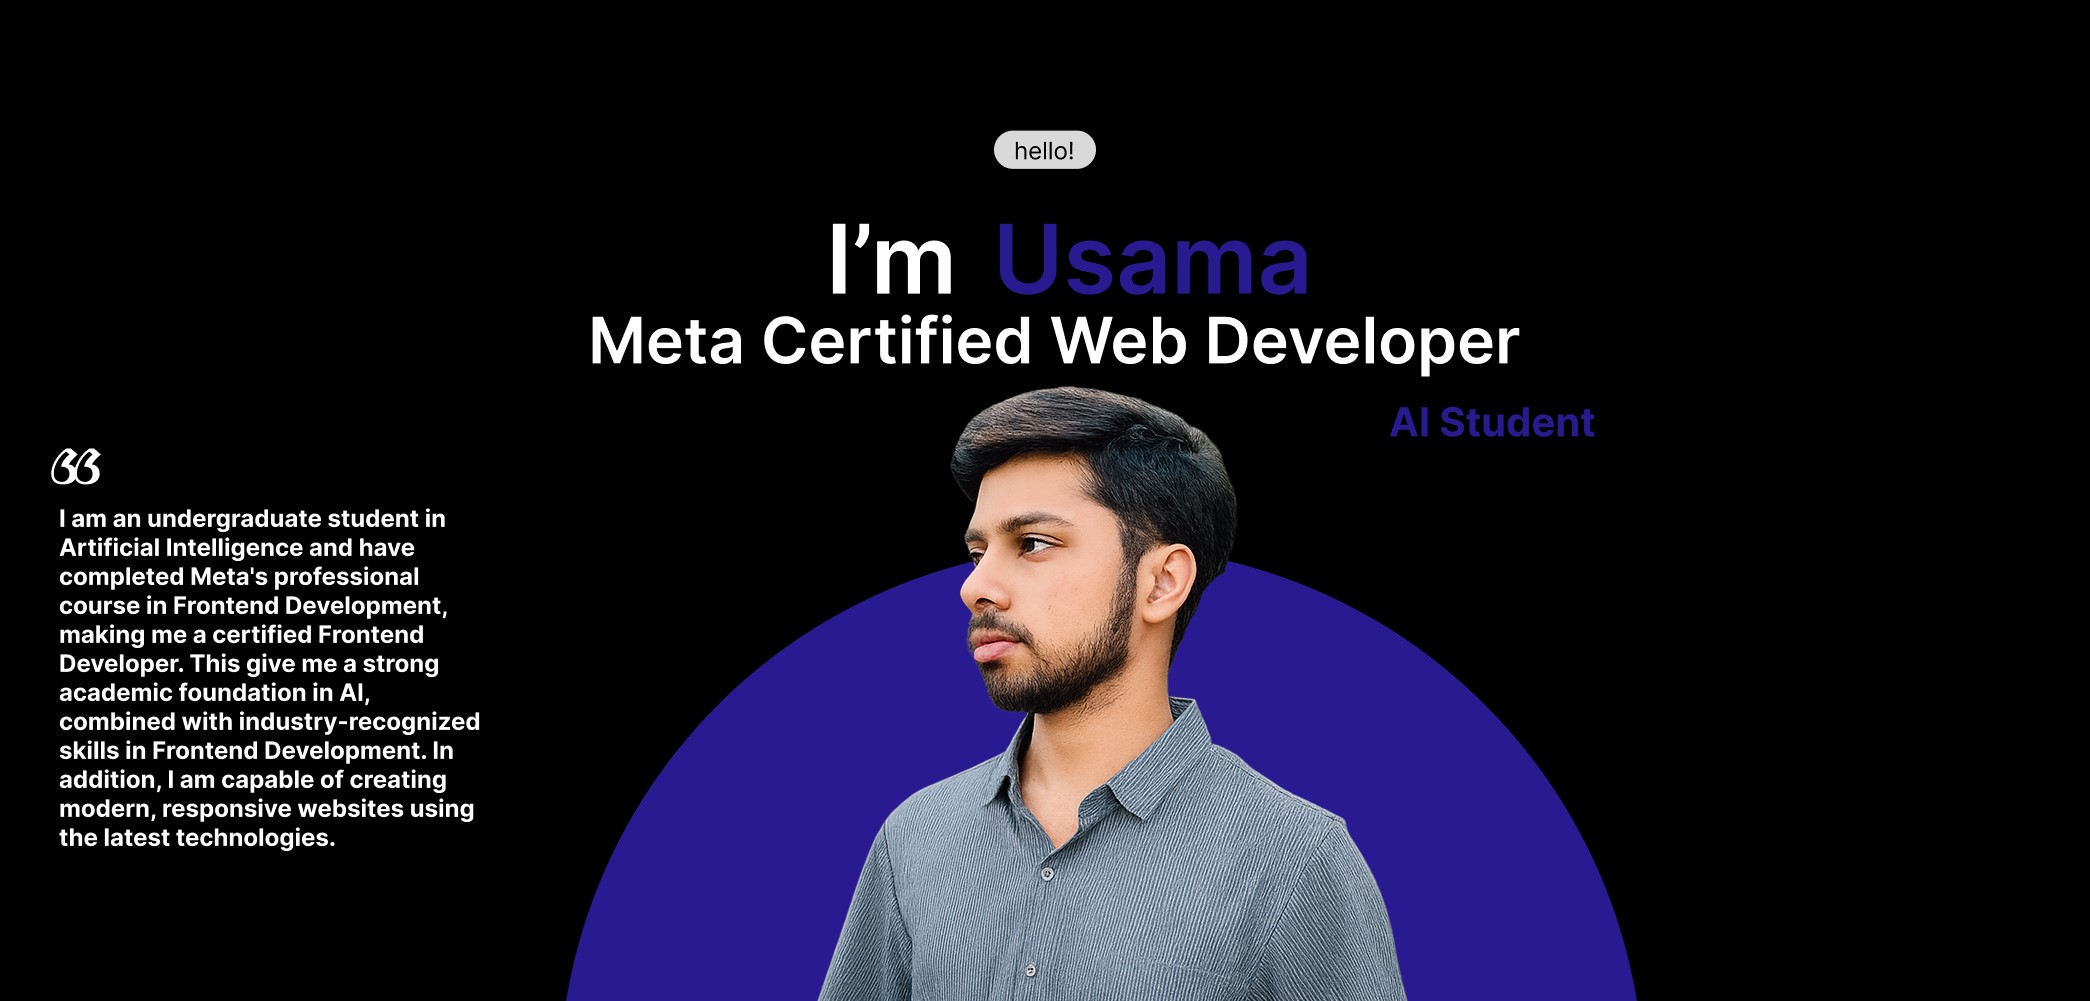 hello!
I’m Usama
Meta Certified Web Developer
AI Student
“
I am an undergraduate student in
Artificial Intelligence and have
completed Meta's professional
course in Frontend Development,
making me a certified Frontend
Developer. This give me a strong
academic foundation in AI,
combined with industry-recognized
skills in Frontend Development. In
addition, I am capable of creating
modern, responsive websites using
the latest technologies.